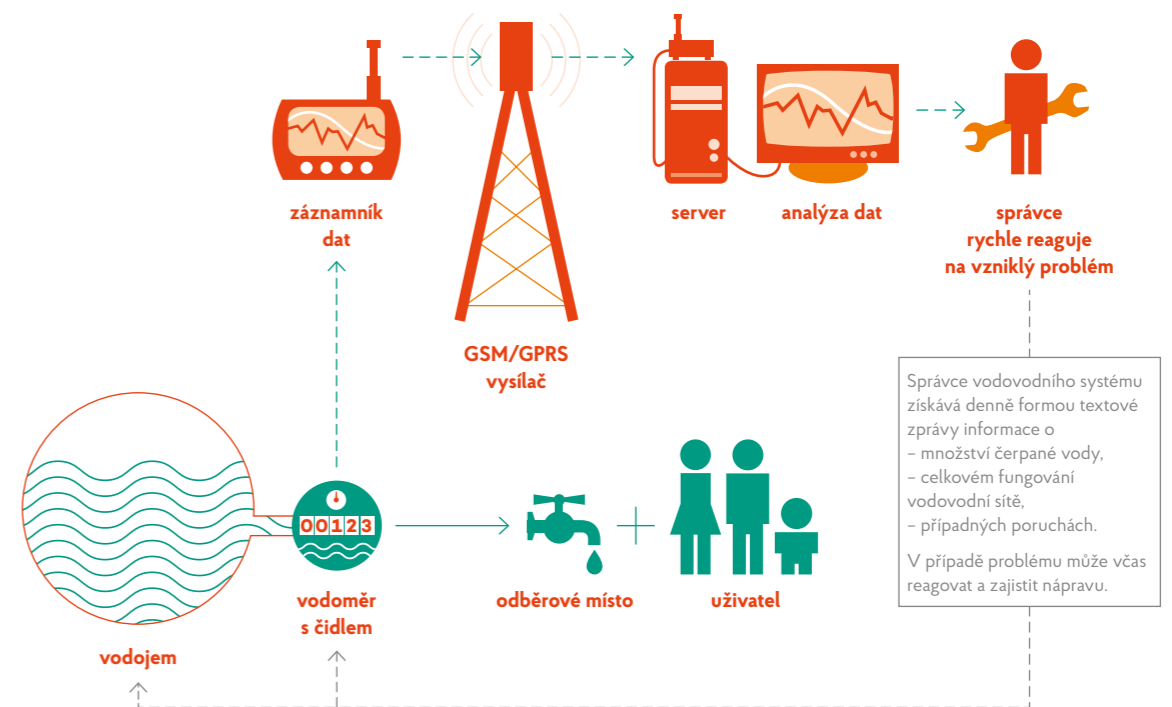 záznamník
dat
GSM/GPRS
vysílač
server
analýza dat
správce
rychle reaguje
na vzniklý problém
Správce vodovodního systému
získává denně formou textové
zprávy informace o
– množství čerpané vody,
– celkovém fungování
vodovodní sítě,
– případných poruchách.
V případě problému může včas
reagovat a zajistit nápravu.
00123
vodojem
vodoměr
s čidlem
odběrové místo
uživatel